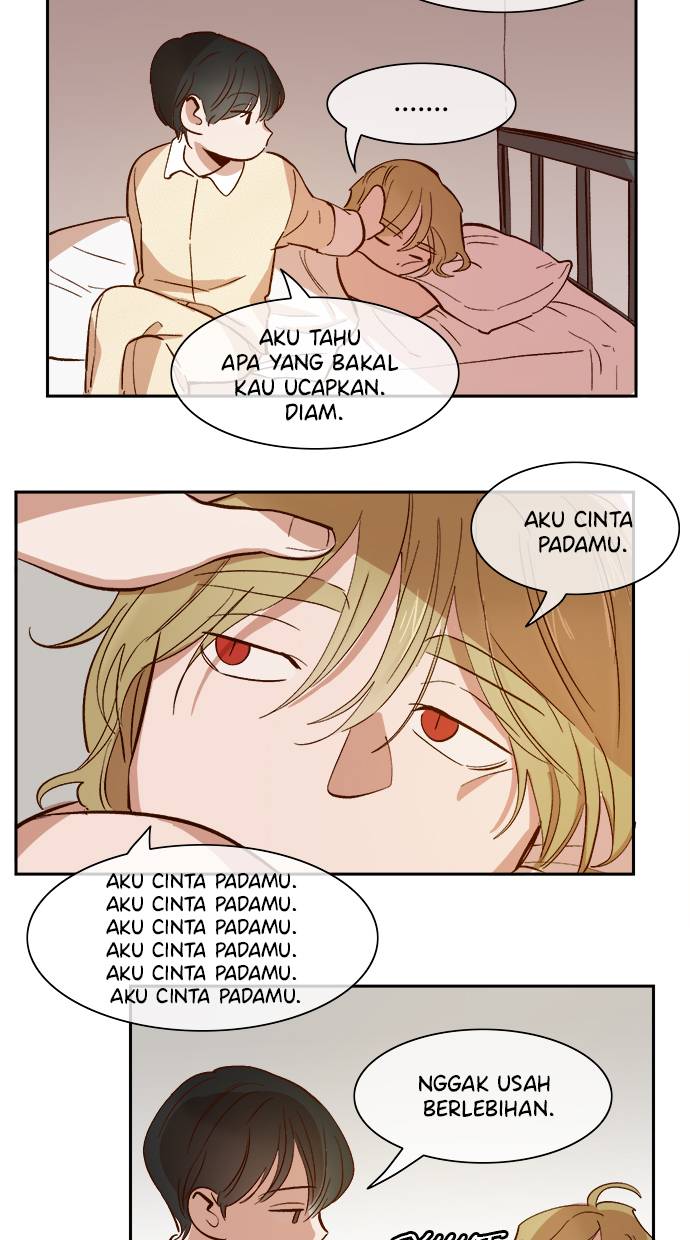 .......
AKU TAHU
APA YANG BAKAL
KAU UCAPKAN.
DIAM.
AKU CINTA
PADAMU.
AKU CINTA PADAMU.
AKU CINTA PADAMU.
AKU CINTA PADAMU.
AKU CINTA PADAMU.
AKU CINTA PADAMU.
AKU CINTA PADAMU.
NGGAK USAH
BERLEBIHAN.